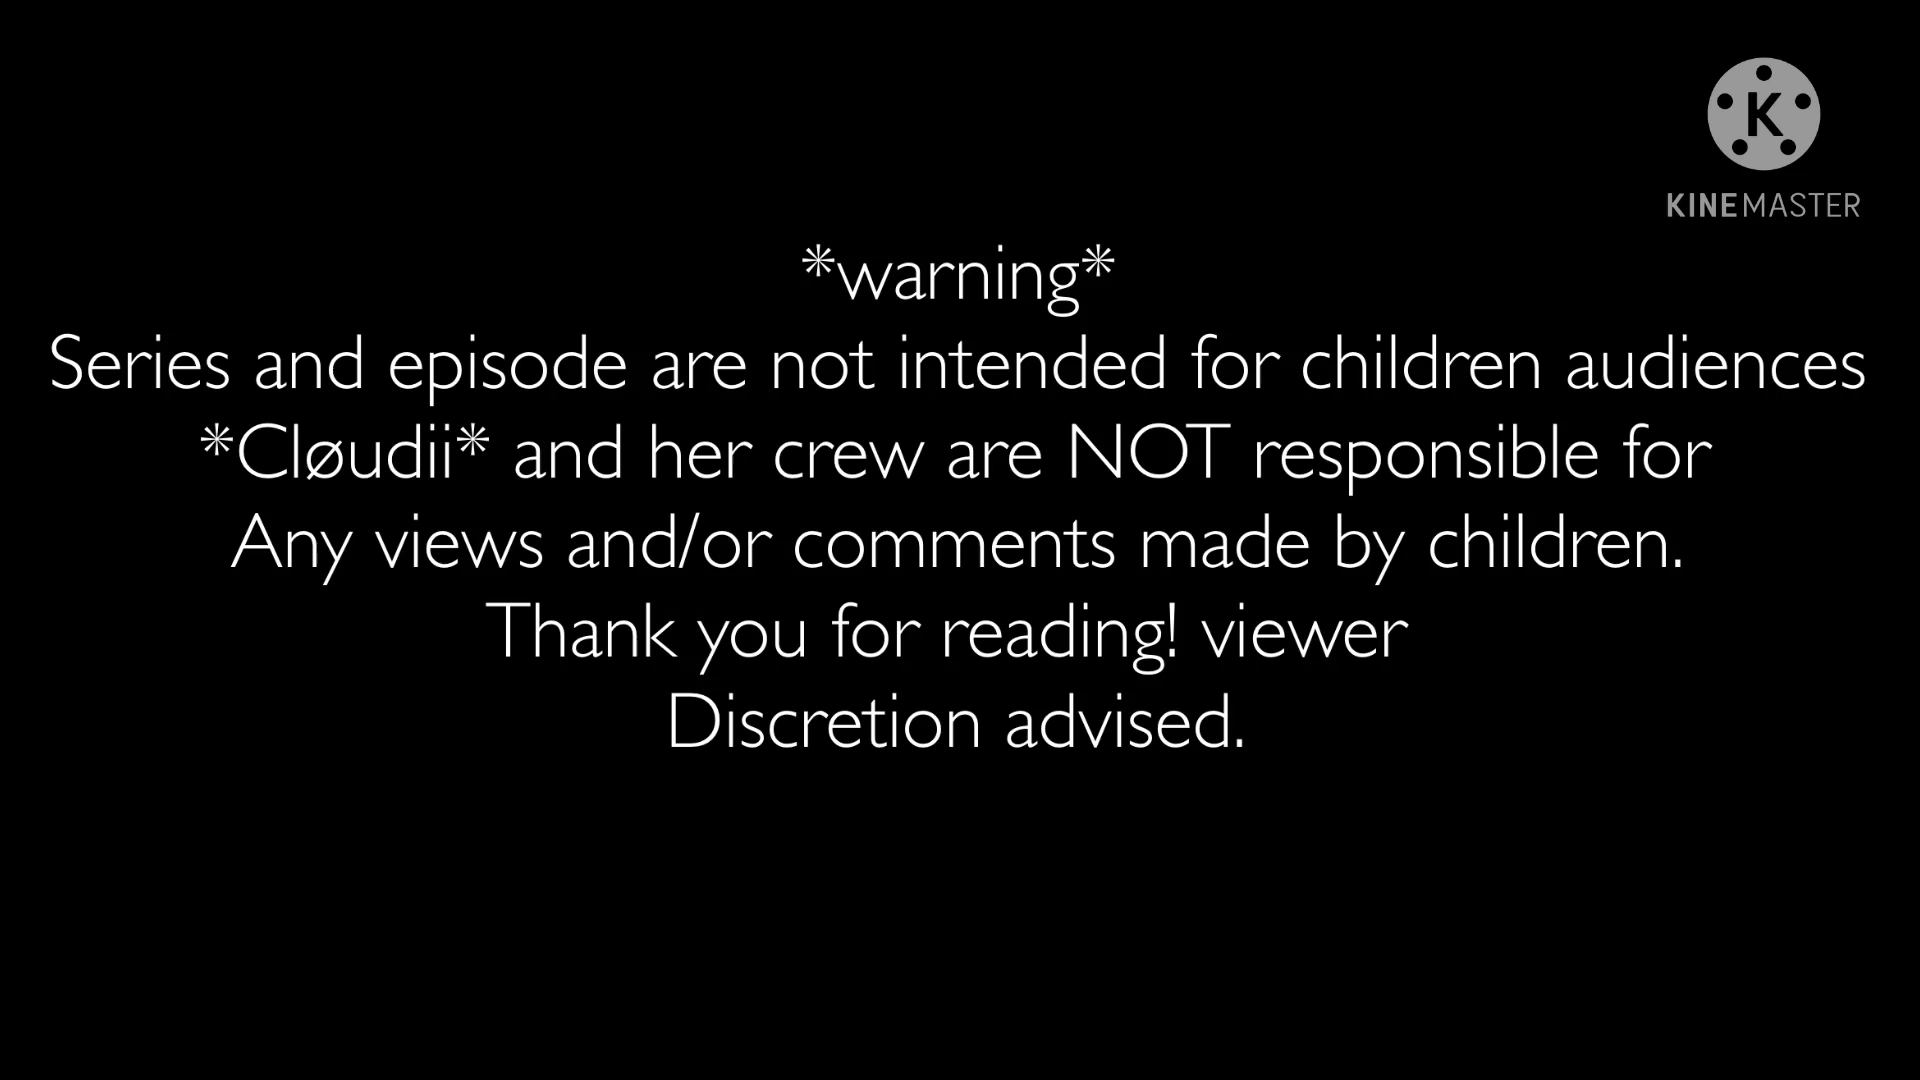 K
KINEMASTER
*warning*
Series and episode are not intended for children audiences
*Cløudii* and her crew are NOT responsible for
Any views and/or comments made by children.
Thank you for reading! viewer
Discretion advised.